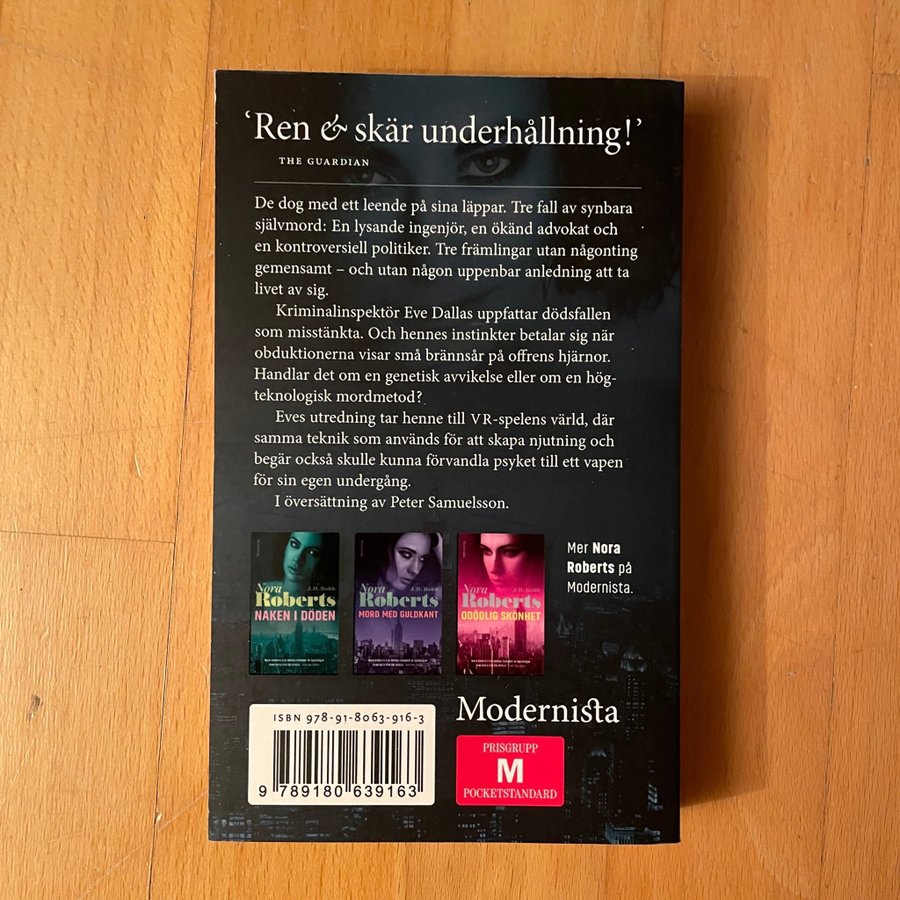 ‘Ren & skär underhållning!’
THE GUARDIAN
De dog med ett leende på sina läppar. Tre fall av synbara
självmord: En lysande ingenjör, en ökänd advokat och
en kontroversiell politiker. Tre främlingar utan någonting
gemensamt – och utan någon uppenbar anledning att ta
livet av sig.
Kriminalinspektör Eve Dallas uppfattar dödsfallen
som misstänkta. Och hennes instinkter betalar sig när
obduktionerna visar små brännsår på offrens hjärnor.
Handlar det om en genetisk avvikelse eller om en hög-
teknologisk mordmetod?
Eves utredning tar henne till VR-spelens värld, där
samma teknik som används för att skapa njutning och
begär också skulle kunna förvandla psyket till ett vapen
för sin egen undergång.
I översättning av Peter Samuelsson.
Nora
J.D. Robb
Roberts
NAKEN I DÖDEN
Nora
J.D. Robb
Roberts
MORD MED GULDKANT
Nora
J.D. Robb
Roberts
ODÖDLIG SKÖNHET
Mer Nora
Roberts på
Modernista.
Modernista
ISBN 978-91-8063-916-3
9 789180 639163
PRISGRUPP
M
POCKETSTANDARD